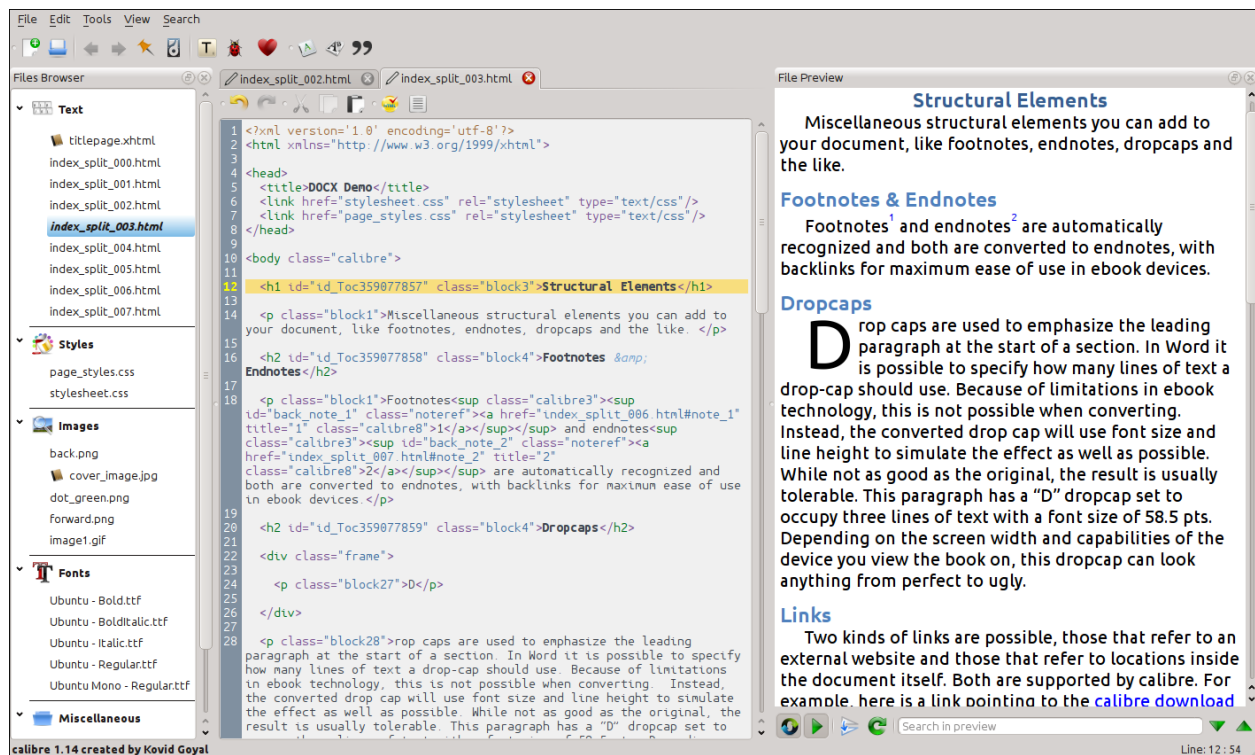 File Edit Tools View Search
Files Browser
Text
titlepage.xhtml
index_split_000.html
index_split_001.html
index_split_002.html
index_split_003.html
index_split_004.html
index_split_005.html
index_split_006.html
index_split_007.html
Styles
page_styles.css
stylesheet.css
Images
back.png
cover_image.jpg
dot_green.png
forward.png
image1.gif
Fonts
Ubuntu - Bold.ttf
Ubuntu - BoldItalic.ttf
Ubuntu - Italic.ttf
Ubuntu - Regular.ttf
Ubuntu Mono - Regular.ttf
Miscellaneous
index_split_002.html index_split_003.html
1 <?xml version='1.0' encoding='utf-8'?>
2 <html xmlns="http://www.w3.org/1999/xhtml">
3
4 <head>
5 <title>DOCX Demo</title>
6 <link href="stylesheet.css" rel="stylesheet" type="text/css"/>
7 <link href="page_styles.css" rel="stylesheet" type="text/css"/>
8 </head>
9
10 <body class="calibre">
11
12 <h1 id="id_Toc359077857" class="block3">Structural Elements</h1>
13
14 <p class="block1">Miscellaneous structural elements you can add to
your document, like footnotes, endnotes, dropcaps and the like. </p>
15
16 <h2 id="id_Toc359077858" class="block4">Footnotes &amp;
Endnotes</h2>
17
18 <p class="block1">Footnotes<sup class="calibre3"><sup
id="back_note_1" class="noteref"><a href="index_split_006.html#note_1"
title="1" class="calibre8">1</a></sup></sup> and endnotes<sup
class="calibre3"><sup id="back_note_2" class="noteref"><a
href="index_split_007.html#note_2" title="2"
class="calibre8">2</a></sup></sup> are automatically recognized and
both are converted to endnotes, with backlinks for maximum ease of use
in ebook devices.</p>
19
20 <h2 id="id_Toc359077859" class="block4">Dropcaps</h2>
21
22 <div class="frame">
23
24 <p class="block27">D</p>
25
26 </div>
27
28 <p class="block28">rop caps are used to emphasize the leading
paragraph at the start of a section. In Word it is possible to specify
how many lines of text a drop-cap should use. Because of limitations
in ebook technology, this is not possible when converting. Instead,
the converted drop cap will use font size and line height to simulate
the effect as well as possible. While not as good as the original, the
result is usually tolerable. This paragraph has a "D" dropcap set to
File Preview
Structural Elements
Miscellaneous structural elements you can add to
your document, like footnotes, endnotes, dropcaps and
the like.
Footnotes & Endnotes
Footnotes1 and endnotes2 are automatically
recognized and both are converted to endnotes, with
backlinks for maximum ease of use in ebook devices.
Dropcaps
Drop caps are used to emphasize the leading
paragraph at the start of a section. In Word it
is possible to specify how many lines of text a
drop-cap should use. Because of limitations in ebook
technology, this is not possible when converting.
Instead, the converted drop cap will use font size and
line height to simulate the effect as well as possible.
While not as good as the original, the result is usually
tolerable. This paragraph has a “D” dropcap set to
occupy three lines of text with a font size of 58.5 pts.
Depending on the screen width and capabilities of the
device you view the book on, this dropcap can look
anything from perfect to ugly.
Links
Two kinds of links are possible, those that refer to an
external website and those that refer to locations inside
the document itself. Both are supported by calibre. For
example, here is a link pointing to the calibre download
Search in preview
calibre 1.14 created by Kovid Goyal
Line: 12 : 54